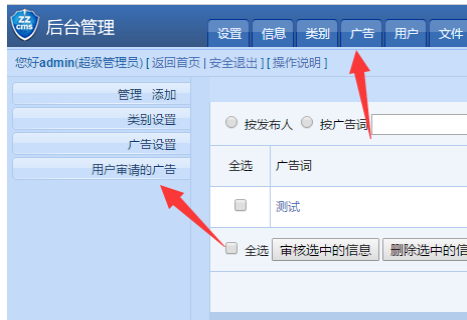 ZZ
cms
后台管理
设置 信息 类别 广告 用户 文件
您好admin(超级管理员) [ 返回首页 | 安全退出 ] [ 操作说明 ]
管理 添加
类别设置
广告设置
用户审请的广告
按发布人 按广告词
全选 广告词
测试
全选 审核选中的信息 删除选中的信